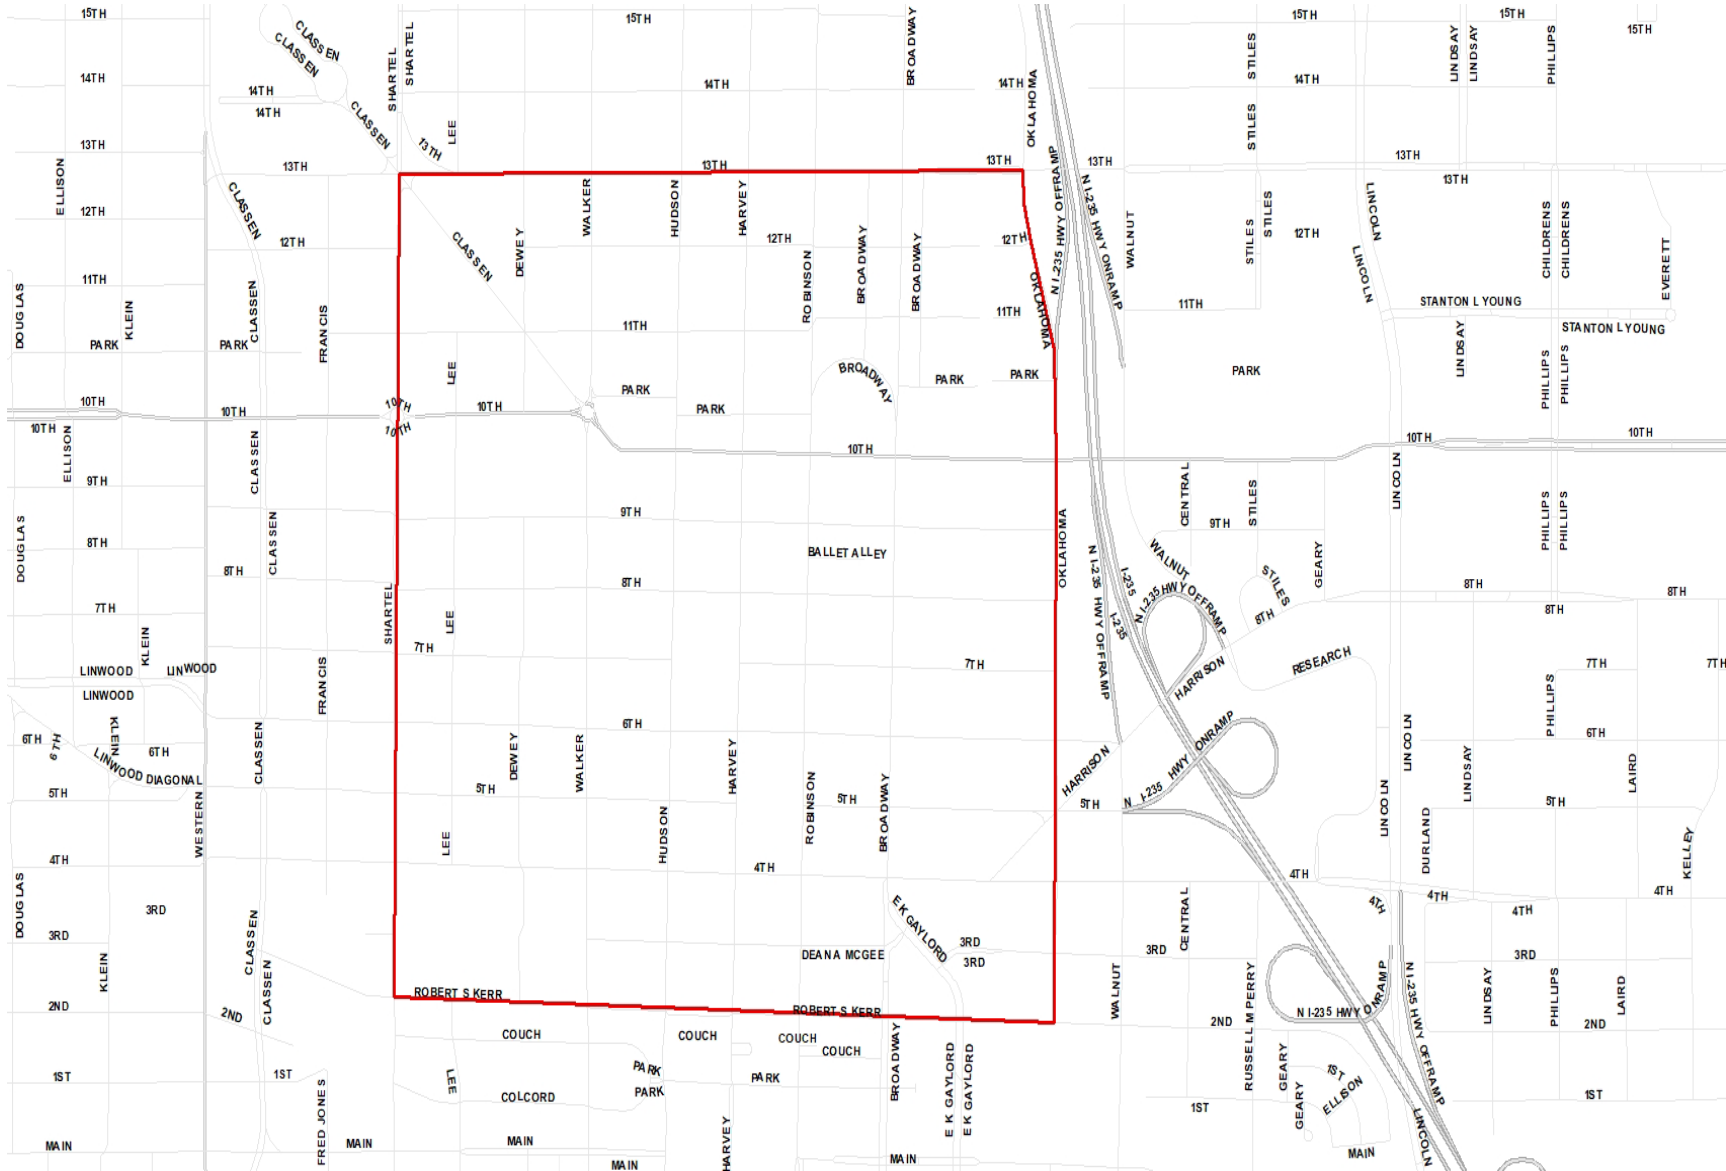 15TH
15TH
15TH
15TH
15TH
CLASSEN
CLASSEN
SHARTEL
SHARTEL
BROADWAY
OKLAHOMA
STILES
LINDSAY
LINDSAY
PHILLIPS
14TH
14TH
14TH
14TH
14TH
14TH
CLASSEN
LEE
STILES
13TH
13TH
13TH
13TH
13TH
13TH
13TH
13TH
ELLISON
CLASSEN
WALKER
HUDSON
HARVEY
N I-235 HWY OFFRAMP
N I-235 HWY ONRAMP
WALNUT
STILES
STILES
LINCOLN
LINCOLN
CHILDRENS
CHILDRENS
EVERETT
12TH
12TH
12TH
12TH
12TH
CLASSEN
DEWEY
ROBINSON
BROADWAY
BROADWAY
OKLAHOMA
11TH
11TH
11TH
11TH
DOUGLAS
KLEIN
CLASSEN
FRANCIS
STANTON L YOUNG
STANTON L YOUNG
LINDSAY
PHILLIPS
PHILLIPS
PARK
PARK
LEE
PARK
PARK
BROADWAY
PARK
PARK
PARK
10TH
10TH
10TH
10TH
10TH
10TH
10TH
10TH
10TH
ELLISON
CLASSEN
LINCOLN
9TH
9TH
9TH
CENTRAL
STILES
PHILLIPS
PHILLIPS
DOUGLAS
CLASSEN
BALLET ALLEY
OKLAHOMA
N I-235 HWY OFFRAMP
I-235
I-235
N I-235 HWY OFFRAMP
WALNUT
STILES
GEARY
8TH
8TH
8TH
8TH
8TH
8TH
8TH
7TH
7TH
7TH
7TH
7TH
SHARTEL
LEE
KLEIN
LINWOOD
LINWOOD
LINWOOD
FRANCIS
HARRISON
RESEARCH
PHILLIPS
6TH
6TH
6TH
6TH
6TH
KLEIN
LINWOOD DIAGONAL
CLASSEN
DEWEY
WALKER
HARVEY
ROBINSON
BROADWAY
HARRISON
N I-235 HWY ONRAMP
LINCOLN
LINCOLN
LINDSAY
LAIRD
5TH
5TH
5TH
5TH
5TH
WESTERN
LEE
HUDSON
DURLAND
KELLEY
4TH
4TH
4TH
4TH
4TH
4TH
4TH
DOUGLAS
3RD
3RD
3RD
3RD
3RD
3RD
CLASSEN
CLASSEN
KLEIN
E K GAYLORD
DEAN A MCGEE
CENTRAL
WALNUT
RUSSELL M PERRY
N I-235 HWY ONRAMP
N I-235 HWY OFFRAMP
LINDSAY
PHILLIPS
LAIRD
ROBERT S KERR
ROBERT S KERR
2ND
2ND
2ND
2ND
COUCH
COUCH
COUCH
COUCH
BROADWAY
E K GAYLORD
E K GAYLORD
GEARY
GEARY
1ST
1ST
1ST
1ST
1ST
ELLISON
LEE
PARK
PARK
PARK
COLCORD
FRED JONES
HARVEY
LINCOLN
MAIN
MAIN
MAIN
MAIN
MAIN
MAIN